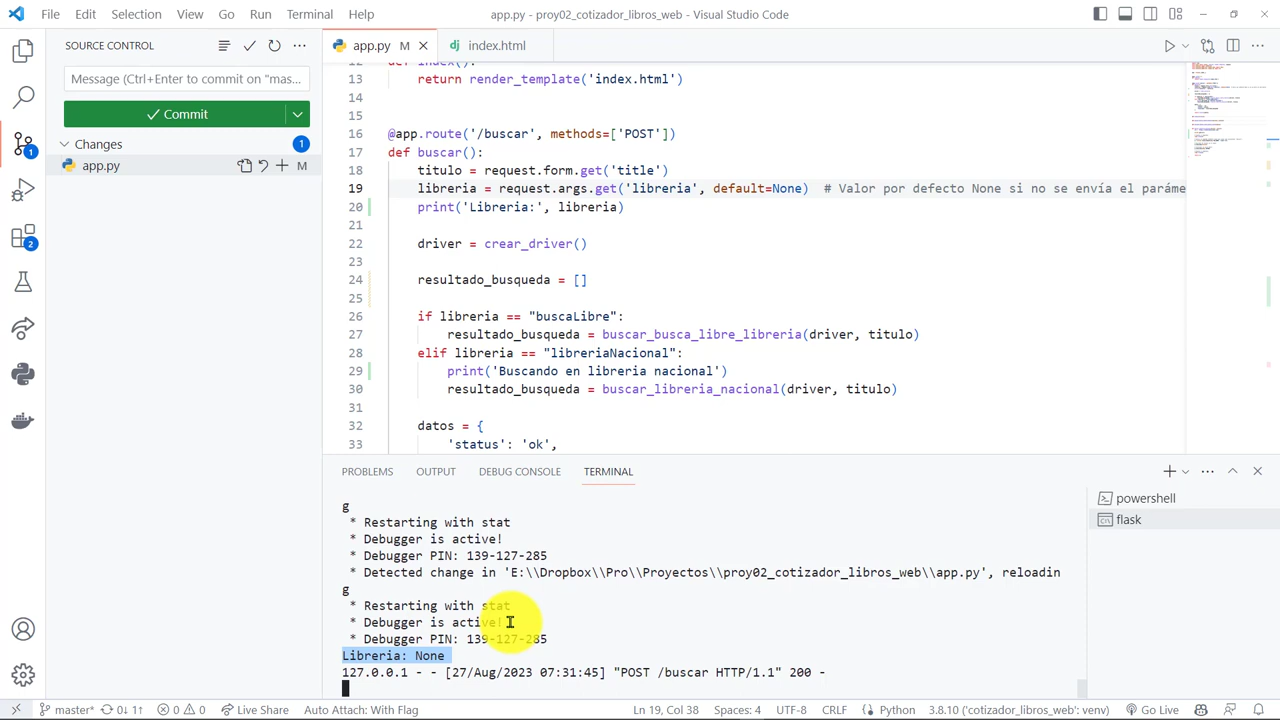 File Edit Selection View Go Run Terminal Help
app.py - proy02_cotizador_libros_web - Visual Studio Code
SOURCE CONTROL
app.py M
index.html
Message (Ctrl+Enter to commit on "mas...
Commit
Changes 1
app.py M
1
2
13 return render_template('index.html')
14
15
16 @app.route('/buscar', methods=['POST'])
17 def buscar():
18 titulo = request.form.get('title')
19 libreria = request.args.get('libreria', default=None) # Valor por defecto None si no se envía el paráme
20 print('Libreria:', libreria)
21
22 driver = crear_driver()
23
24 resultado_busqueda = []
25
26 if libreria == "buscaLibre":
27 resultado_busqueda = buscar_busca_libre_libreria(driver, titulo)
28 elif libreria == "libreriaNacional":
29 print('Buscando en libreria nacional')
30 resultado_busqueda = buscar_libreria_nacional(driver, titulo)
31
32 datos = {
33 'status': 'ok',
PROBLEMS OUTPUT DEBUG CONSOLE TERMINAL
powershell
flask
g
* Restarting with stat
* Debugger is active!
* Debugger PIN: 139-127-285
* Detected change in 'E:\\Dropbox\\Pro\\Proyectos\\proy02_cotizador_libros_web\\app.py', reloadin
g
* Restarting with stat
* Debugger is active!
* Debugger PIN: 139-127-285
Libreria: None
127.0.0.1 - - [27/Aug/2023 07:31:45] "POST /buscar HTTP/1.1" 200 -
master* 0↓ 1↑ 0 0 Live Share Auto Attach: With Flag Ln 19, Col 38 Spaces: 4 UTF-8 CRLF Python 3.8.10 ('cotizador_libros_web': venv) Go Live